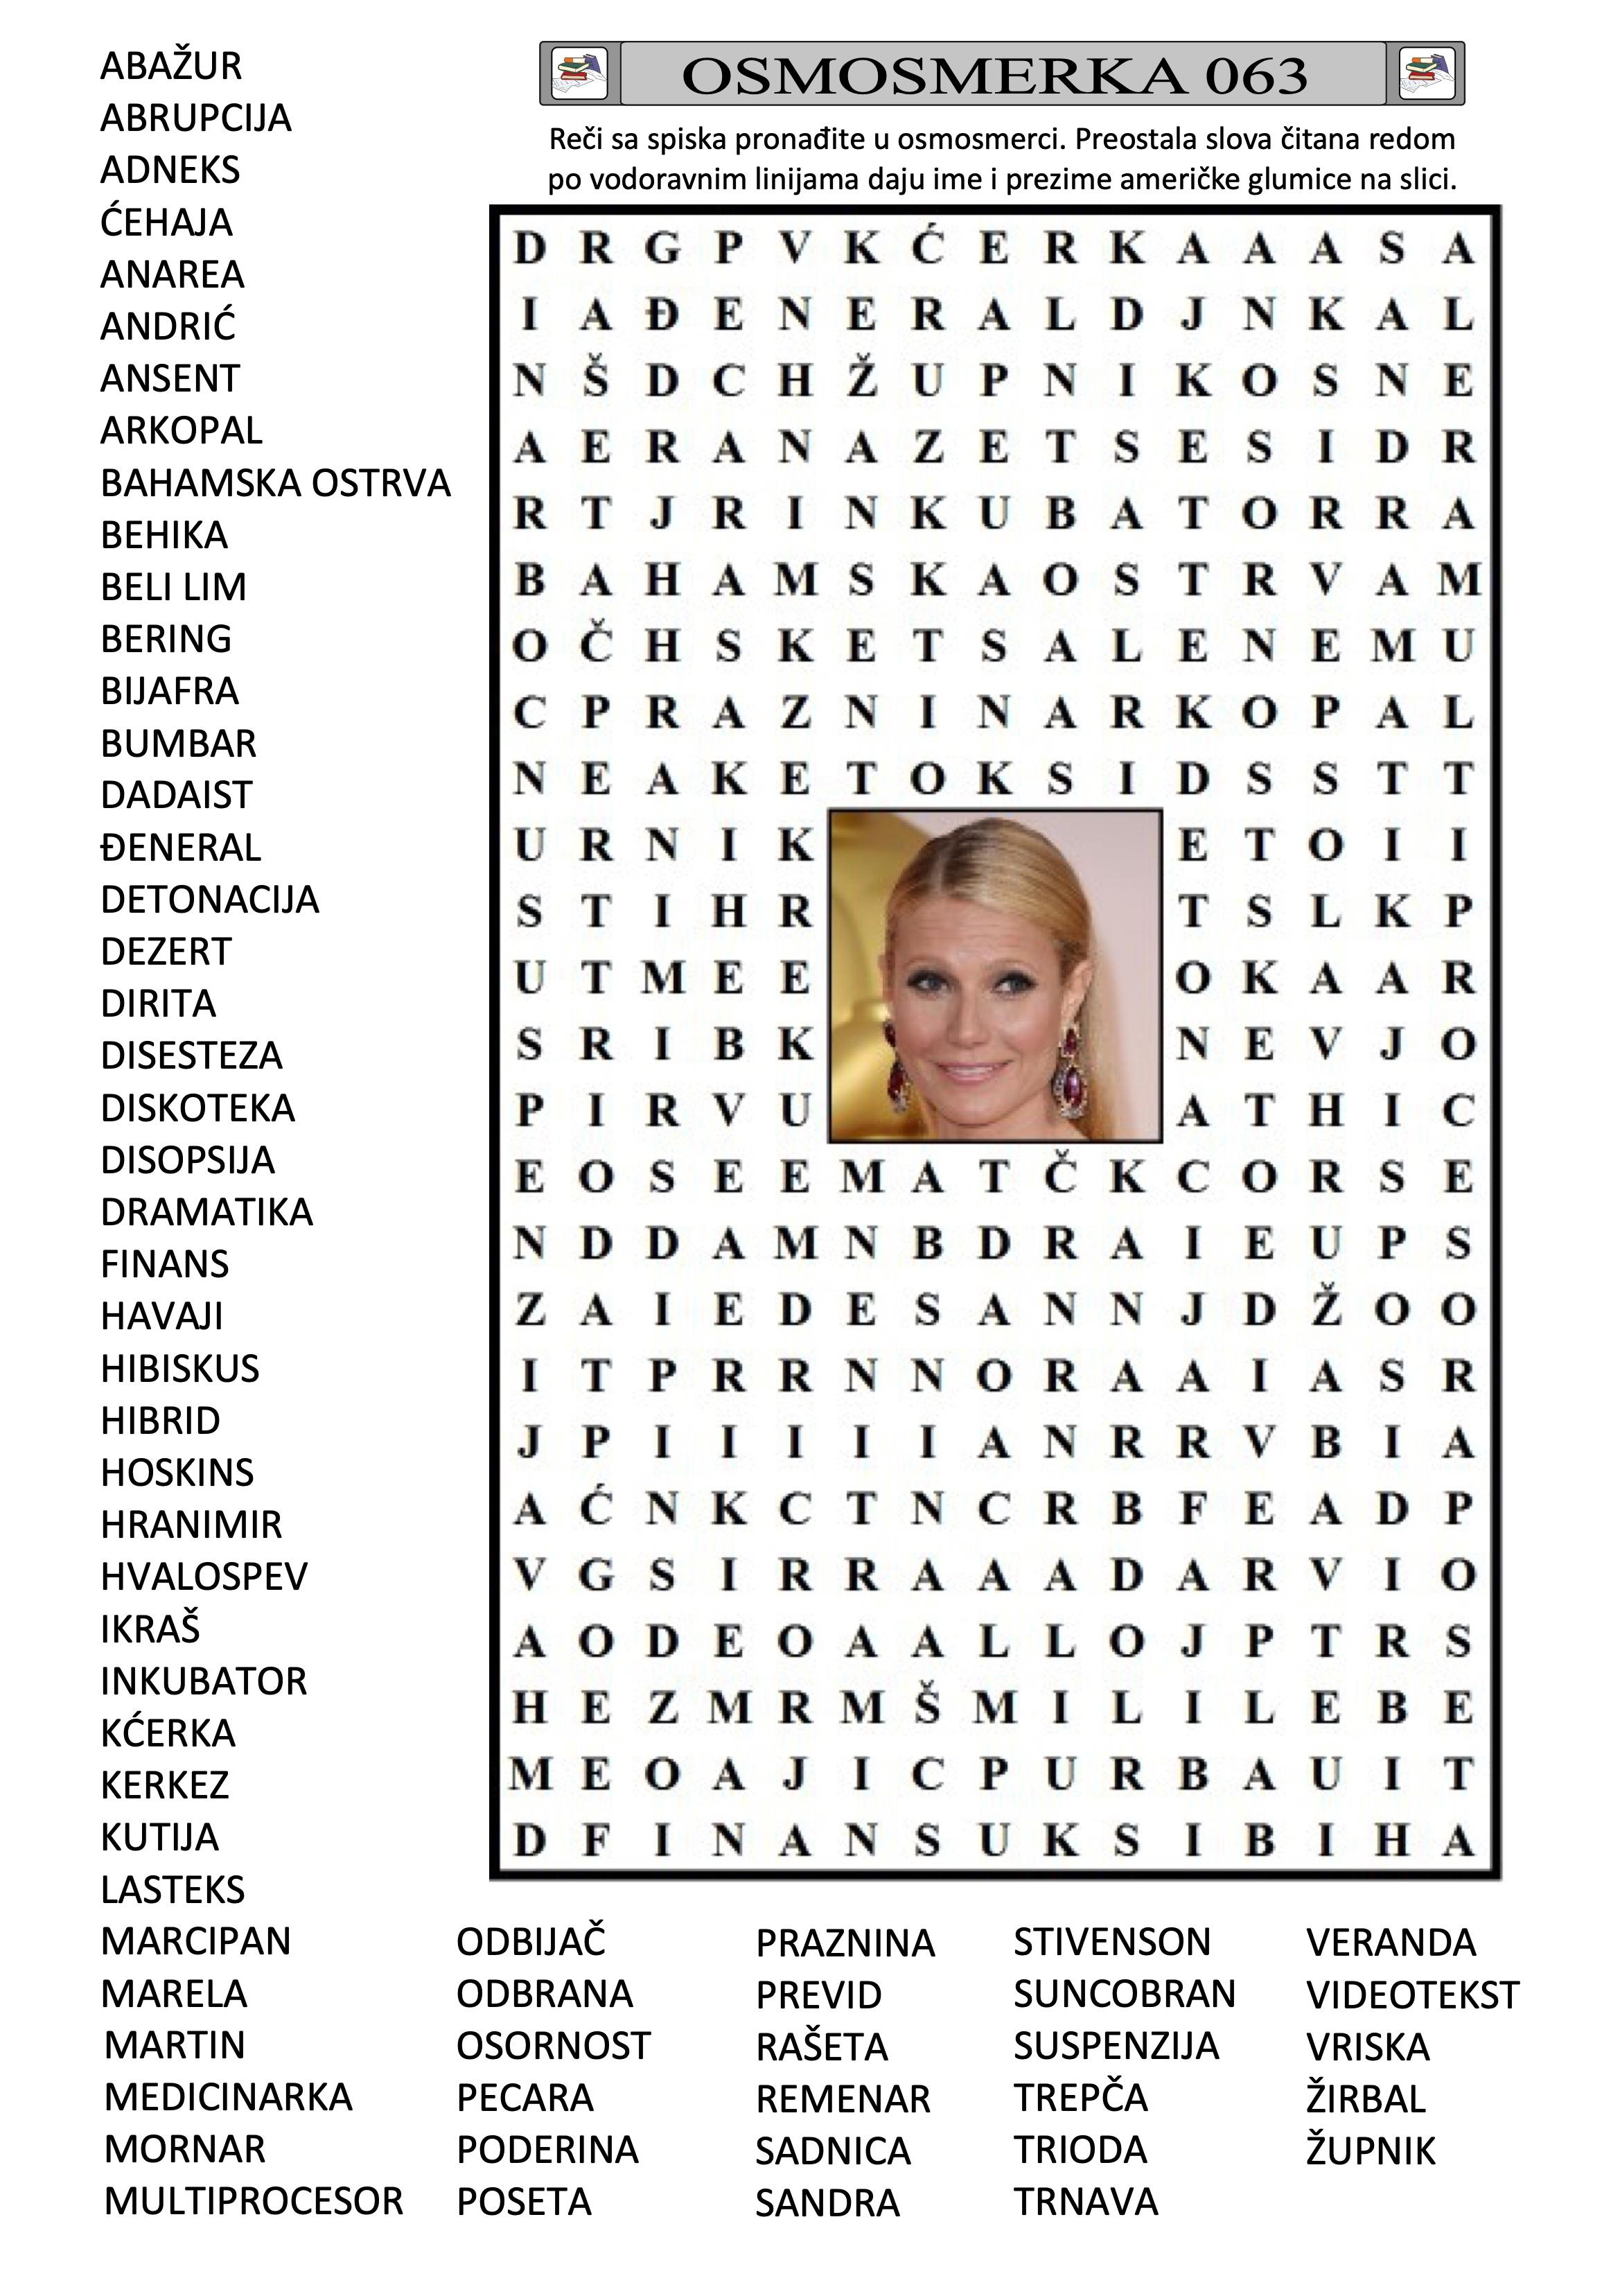 OSMOSMERKA 063
Reči sa spiska pronađite u osmosmerci. Preostala slova čitana redom
po vodoravnim linijama daju ime i prezime američke glumice na slici.
ABAŽUR
ABRUPCIJA
ADNEKS
ĆEHAJA
ANAREA
ANDRIĆ
ANSENT
ARKOPAL
BAHAMSKA OSTRVA
BEHIKA
BELI LIM
BERING
BIJAFRA
BUMBAR
DADAIST
ĐENERAL
DETONACIJA
DEZERT
DIRITA
DISESTEZA
DISKOTEKA
DISOPSIJA
DRAMATIKA
FINANS
HAVAJI
HIBISKUS
HIBRID
HOSKINS
HRANIMIR
HVALOSPEV
IKRAŠ
INKUBATOR
KĆERKA
KERKEZ
KUTIJA
LASTEKS
MARCIPAN
MARELA
MARTIN
MEDICINARKA
MORNAR
MULTIPROCESOR
D R G P V K Ć E R K A A A S A
I A Đ E N E R A L D J N K A L
N Š D C H Ž U P N I K O S N E
A E R A N A Z E T S E S I D R
R T J R I N K U B A T O R R A
B A H A M S K A O S T R V A M
O Č H S K E T S A L E N E M U
C P R A Z N I N A R K O P A L
N E A K E T O K S I D S S T T
U R N I K E T O I I
S T I H R T S L K P
U T M E E O K A A R
S R I B K N E V J O
P I R V U A T H I C
E O S E E M A T Č K C O R S E
N D D A M N B D R A I E U P S
Z A I E D E S A N N J D Ž O O
I T P R R N N O R A A I A S R
J P I I I I I A N R R V B I A
A Ć N K C T N C R B F E A D P
V G S I R R A A A D A R V I O
A O D E O A A L L O J P T R S
H E Z M R M Š M I L I L E B E
M E O A J I C P U R B A U I T
D F I N A N S U K S I B I H A
ODBIJAČ
ODBRANA
OSORNOST
PECARA
PODERINA
POSETA
PRAZNINA
PREVID
RAŠETA
REMENAR
SADNICA
SANDRA
STIVENSON
SUNCOBRAN
SUSPENZIJA
TREPČA
TRIODA
TRNAVA
VERANDA
VIDEOTEKST
VRISKA
ŽIRBAL
ŽUPNIK